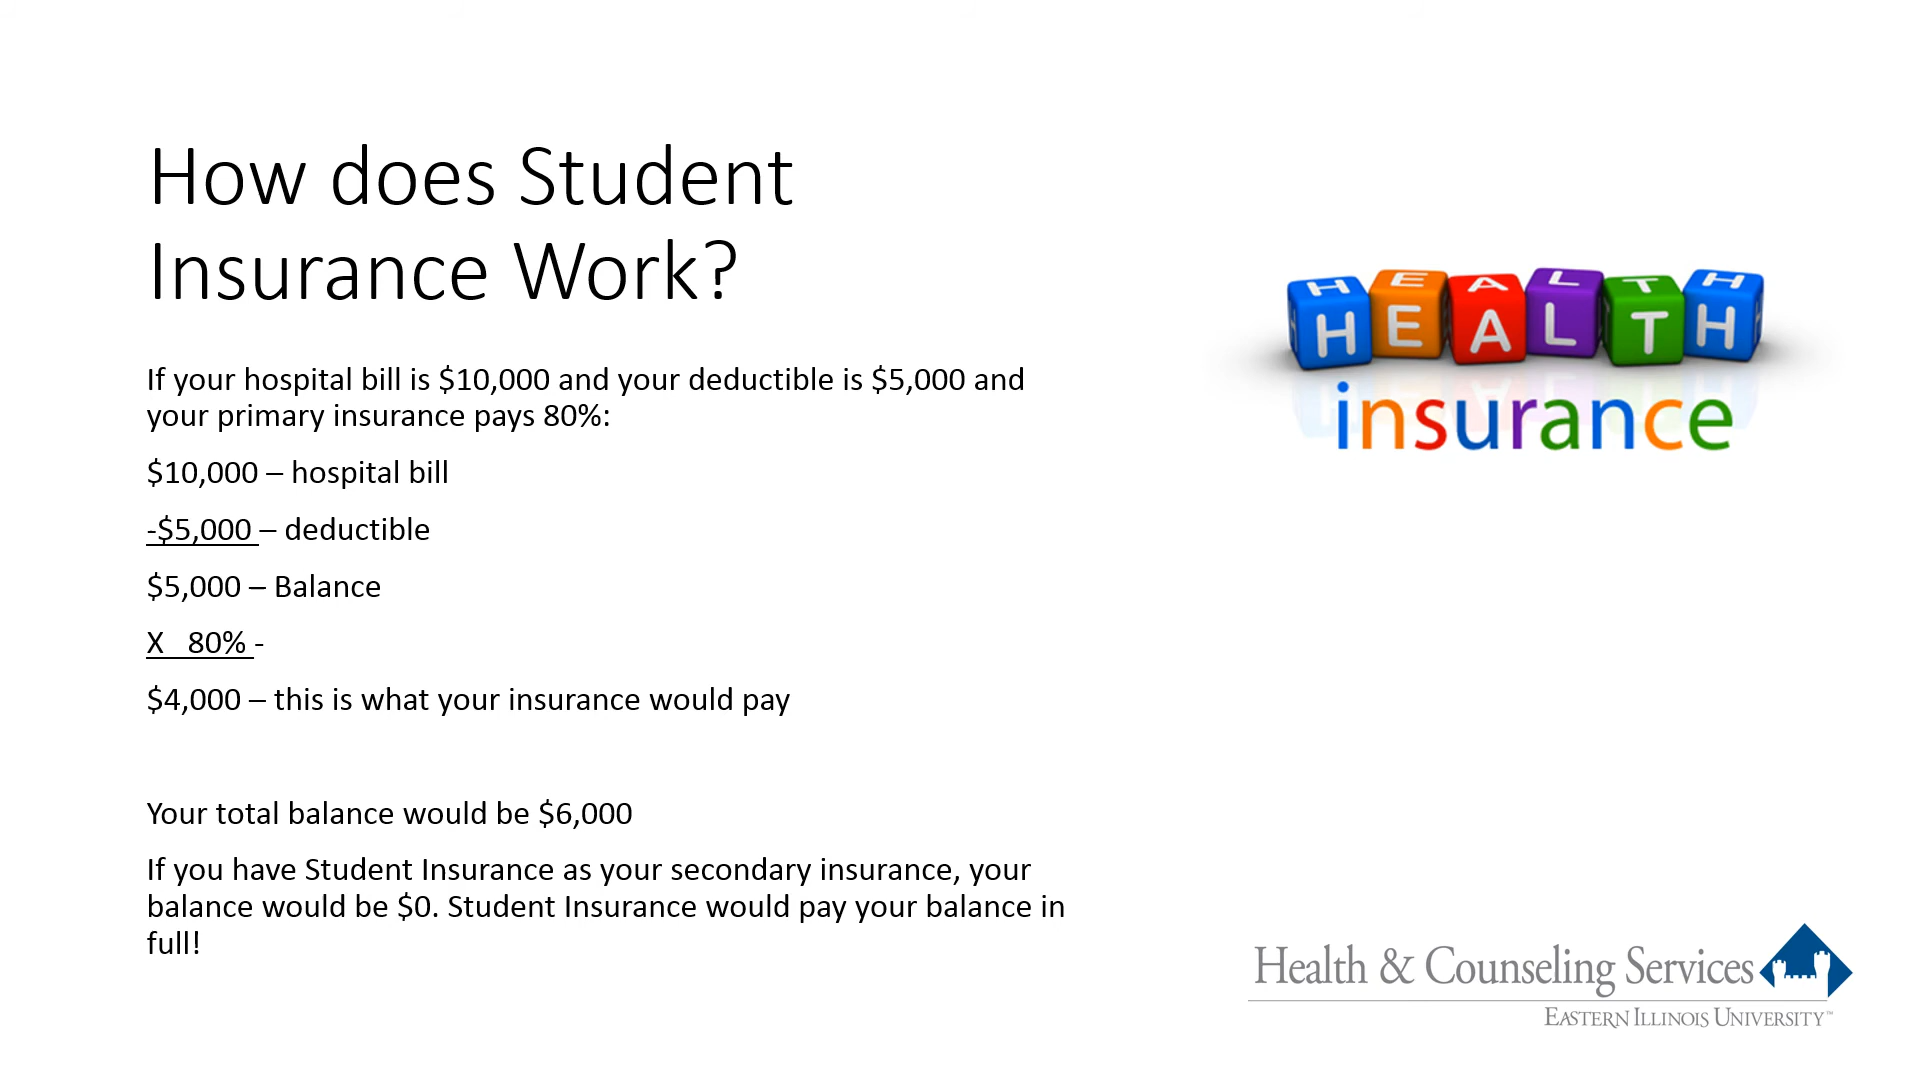 How does Student
Insurance Work?
If your hospital bill is $10,000 and your deductible is $5,000 and
your primary insurance pays 80%:
$10,000 – hospital bill
-$5,000 – deductible
$5,000 – Balance
X   80% -
$4,000 – this is what your insurance would pay
Your total balance would be $6,000
If you have Student Insurance as your secondary insurance, your
balance would be $0. Student Insurance would pay your balance in
full!
HEALTH
HEALTH
insurance
Health & Counseling Services
EASTERN ILLINOIS UNIVERSITY™